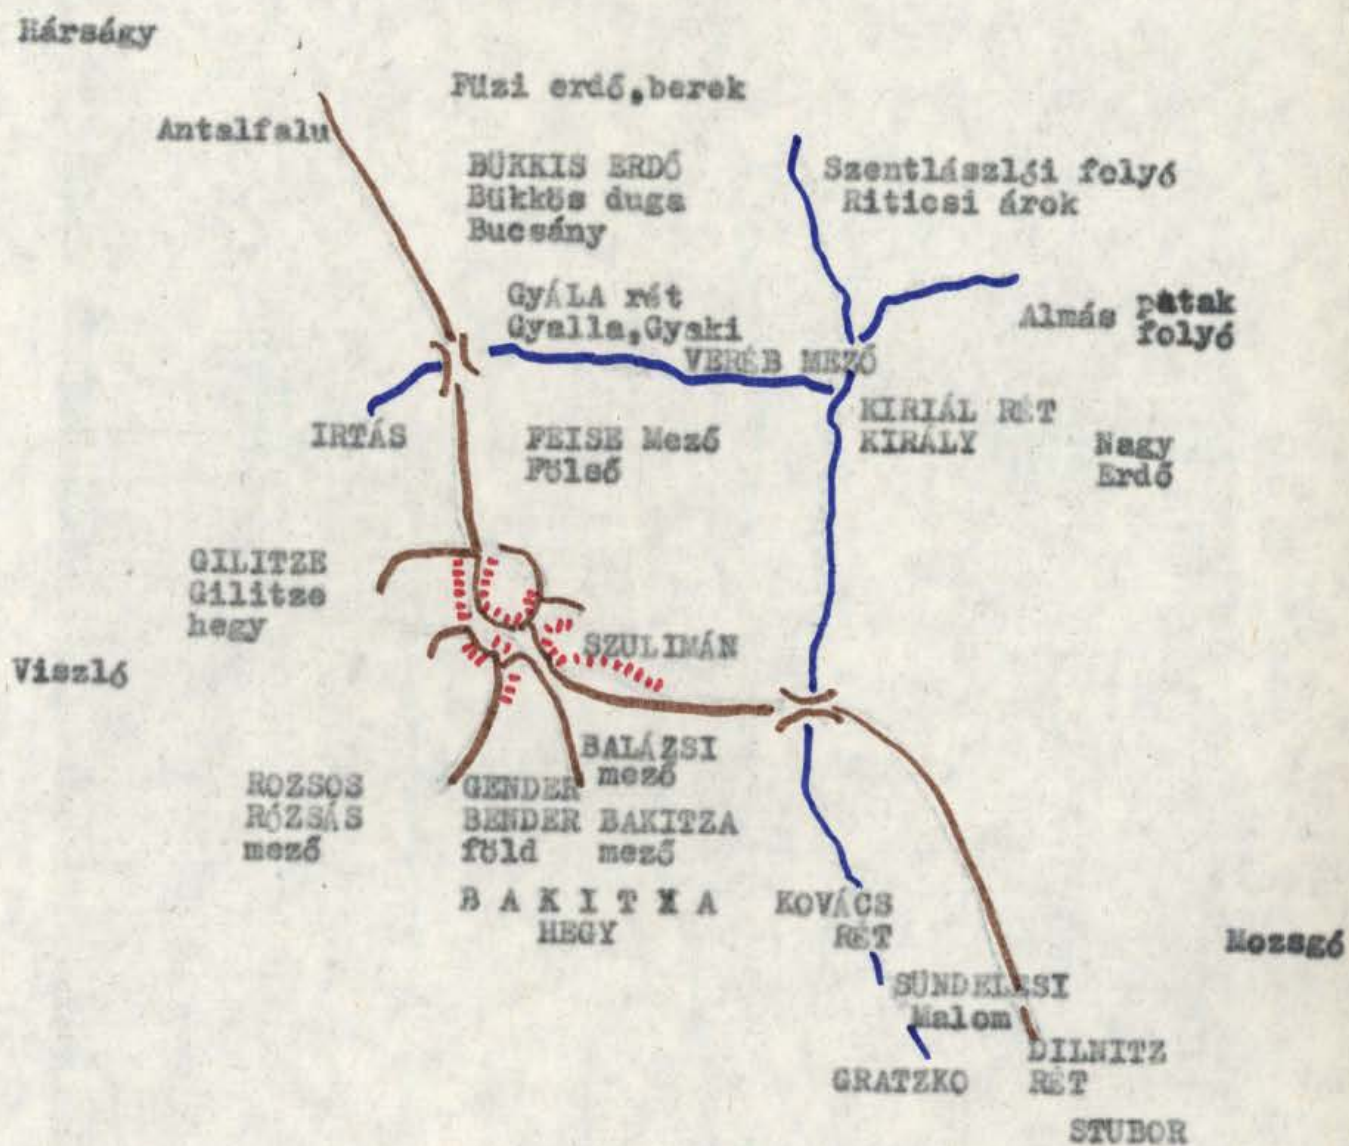 Hárságy
Füzi erdő,berek
Antalfalu
BÜKKIS ERDŐ
Bükkös duga
Bucsány
Szentlászlói folyó
Riticsi árok
GyÁLA rét
Gyalla,Gyaki
Almás patak
folyó
VERÉB MEZŐ
KIRIÁL RÉT
KIRÁLY
IRTÁS
FEISE Mező
Fölső
Nagy
Erdő
GILITZE
Gilitze
hegy
SZULIMÁN
Viszló
BALÁZSI
mező
ROZSOS
RÓZSÁS
mező
GENDER
BENDER
föld
BAKITZA
mező
B A K I T Z A
HEGY
KOVÁCS
RÉT
Mozsgó
SÜNDELESI
Malom
DILNITZ
RÉT
GRATZKO
STUBOR